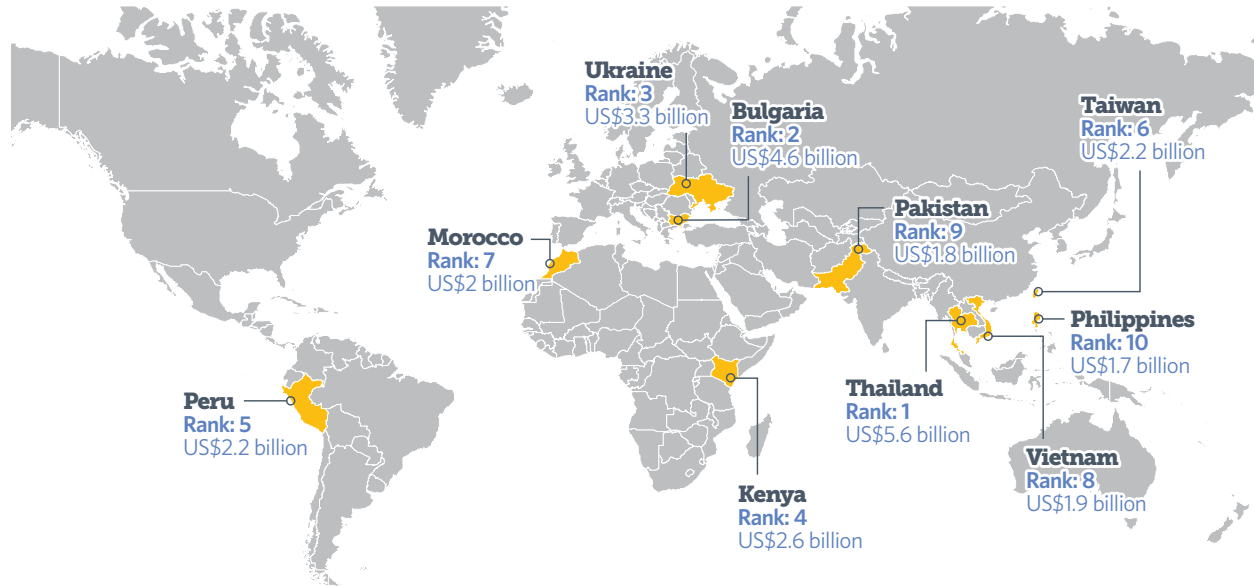 Ukraine
Rank: 3
US$3.3 billion
Bulgaria
Rank: 2
US$4.6 billion
Taiwan
Rank: 6
US$2.2 billion
Pakistan
Rank: 9
US$1.8 billion
Morocco
Rank: 7
US$2 billion
Philippines
Rank: 10
US$1.7 billion
Thailand
Rank: 1
US$5.6 billion
Peru
Rank: 5
US$2.2 billion
Vietnam
Rank: 8
US$1.9 billion
Kenya
Rank: 4
US$2.6 billion